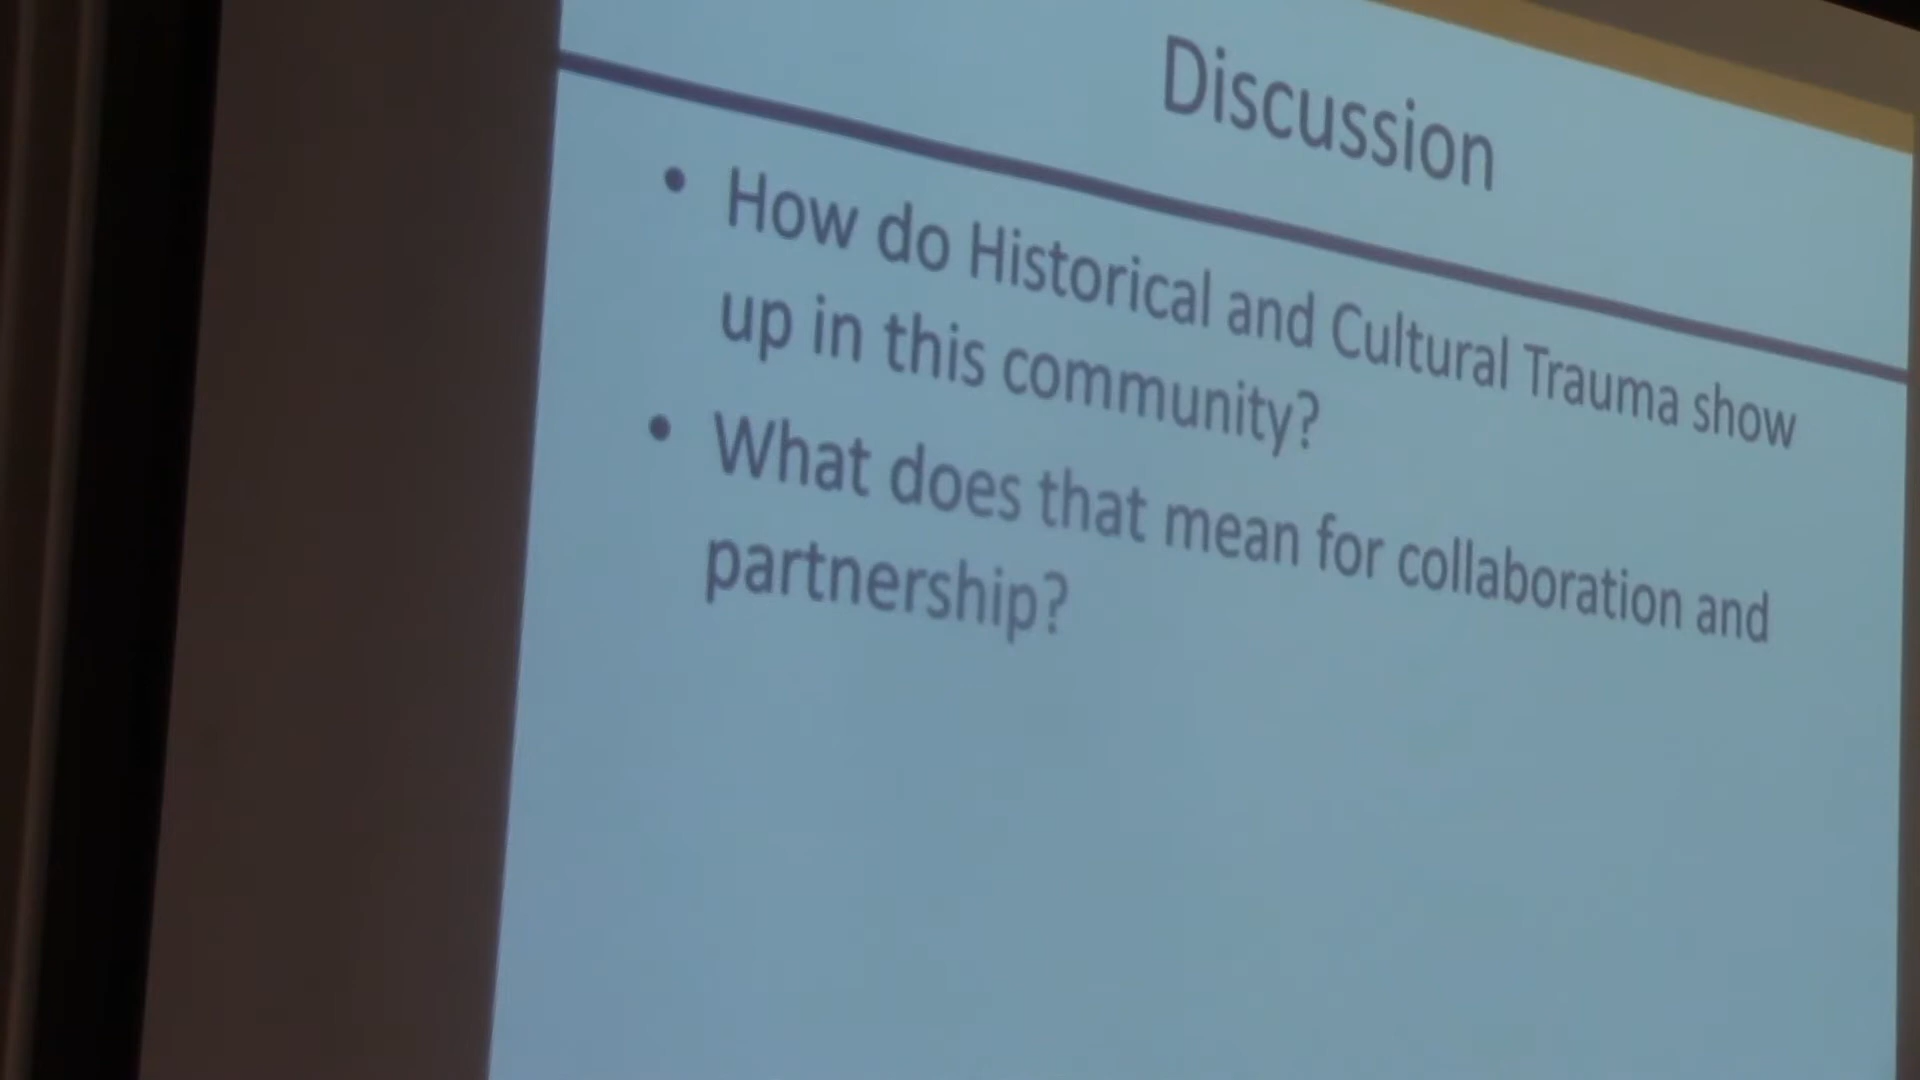 Discussion
• How do Historical and Cultural Trauma show
up in this community?
• What does that mean for collaboration and
partnership?